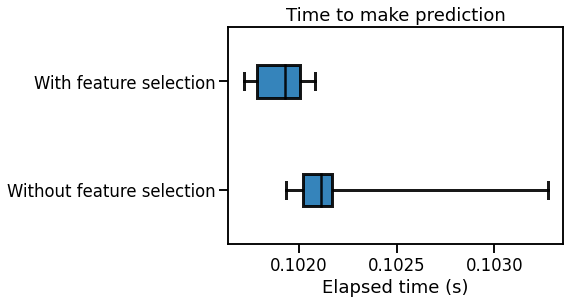 Time to make prediction
With feature selection
Without feature selection
0.1020 0.1025 0.1030
Elapsed time (s)